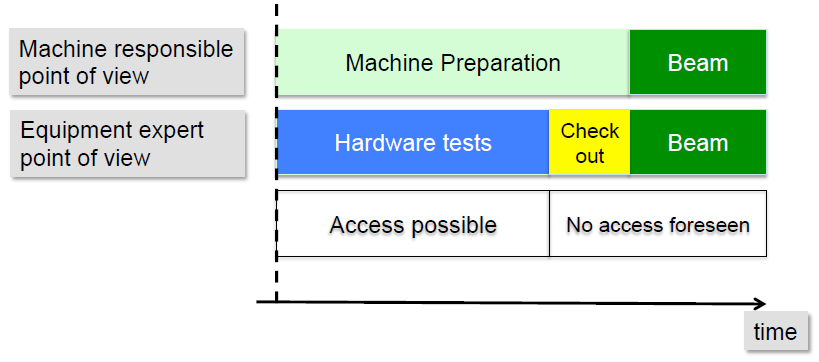 Machine responsible
point of view
Machine Preparation
Beam
Equipment expert
point of view
Hardware tests
Check
out
Beam
Access possible
No access foreseen
time